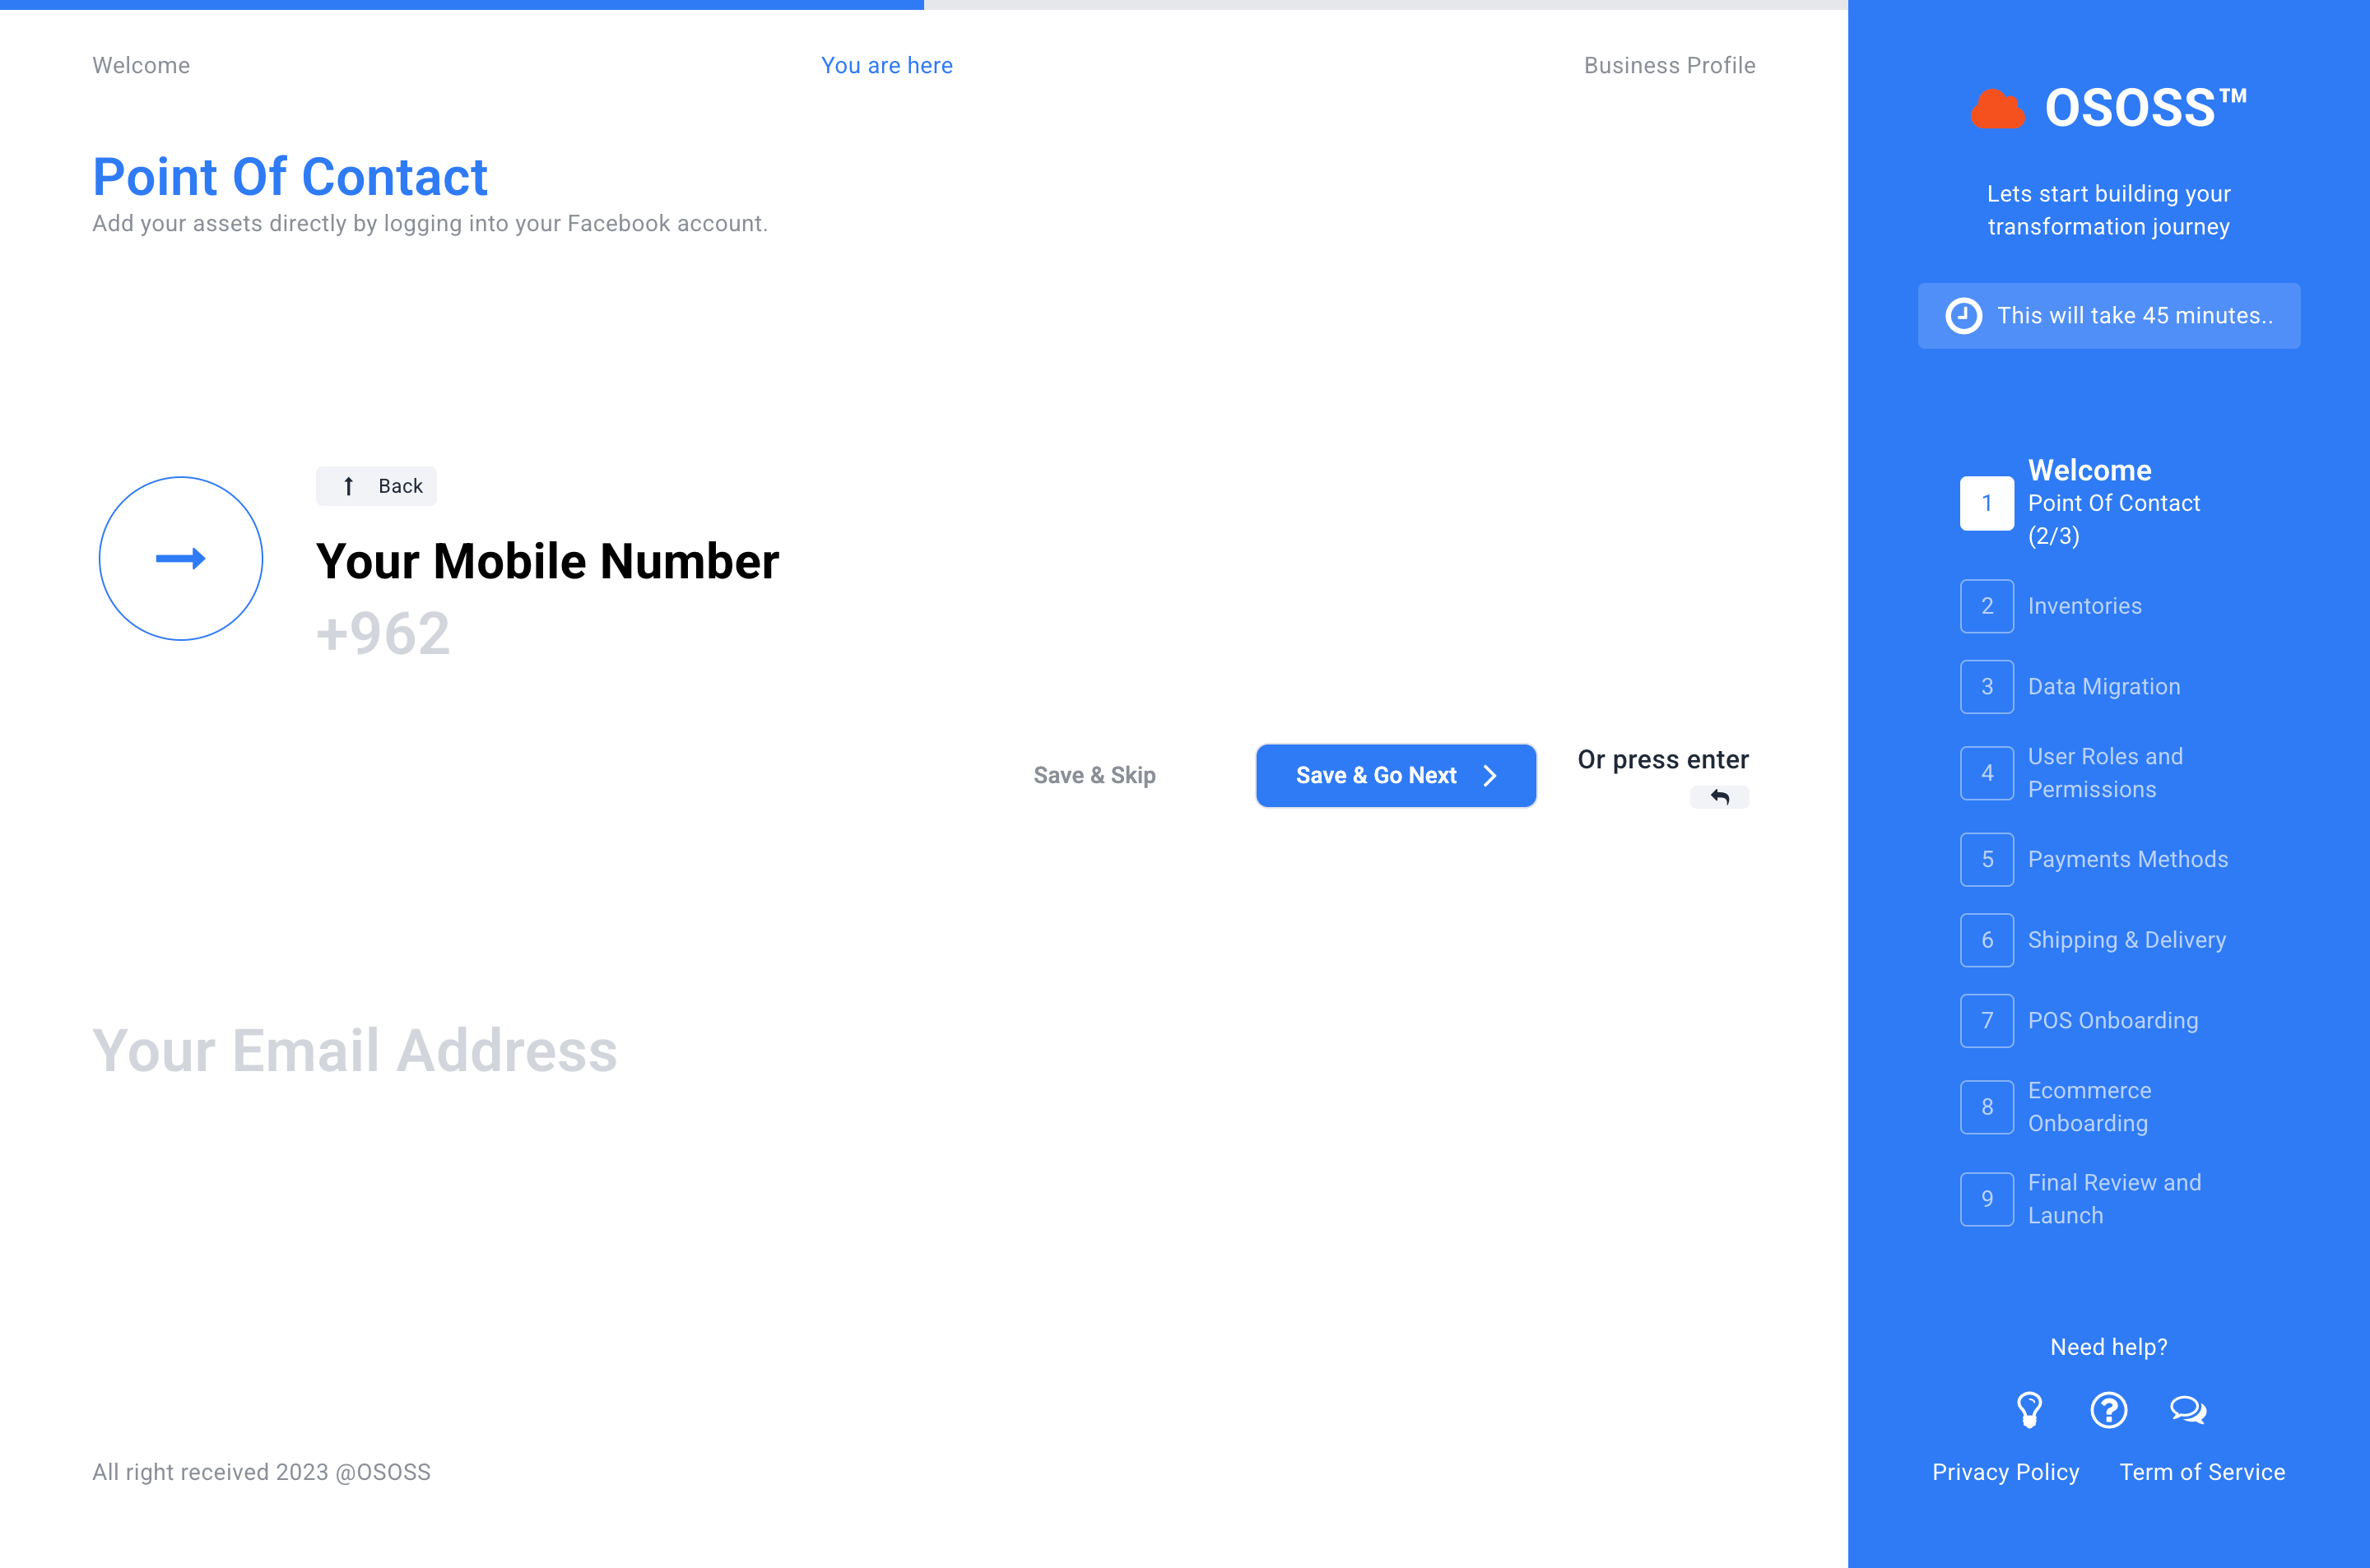 Welcome
You are here
Business Profile
Point Of Contact
Add your assets directly by logging into your Facebook account.
Back
Your Mobile Number
+962
Save & Skip
Save & Go Next
Or press enter
Your Email Address
All right received 2023 @OSOSS
OSOSS™
Lets start building your
transformation journey
This will take 45 minutes..
1
Welcome
Point Of Contact
(2/3)
2 Inventories
3 Data Migration
4 User Roles and
Permissions
5 Payments Methods
6 Shipping & Delivery
7 POS Onboarding
8 Ecommerce
Onboarding
9 Final Review and
Launch
Need help?
Privacy Policy
Term of Service